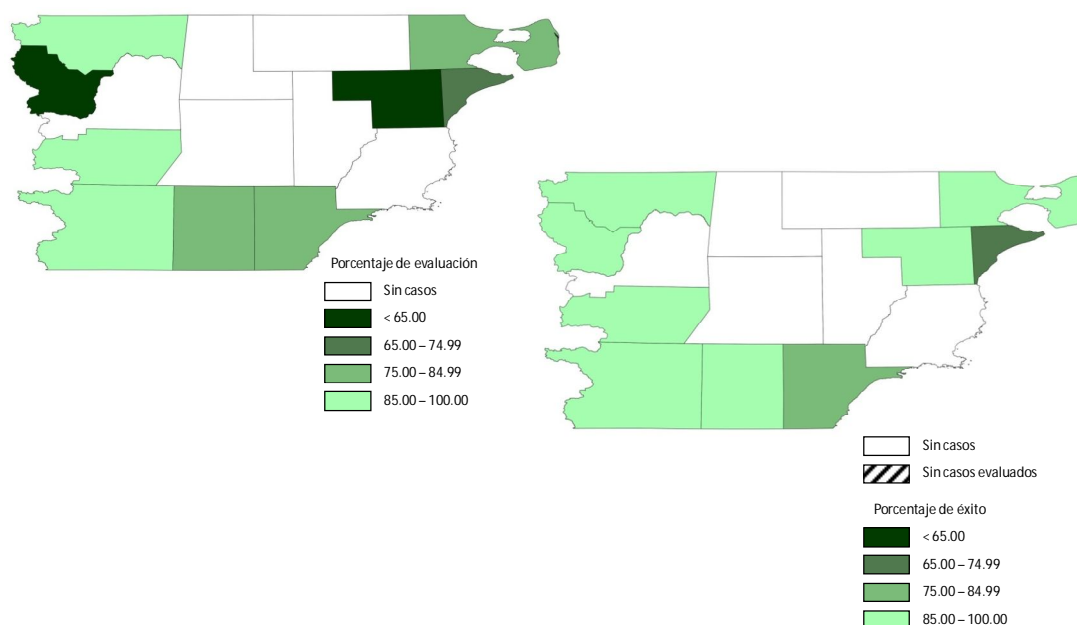 Porcentaje de evaluación
Sin casos
< 65.00
65.00 – 74.99
75.00 – 84.99
85.00 – 100.00
Sin casos
Sin casos evaluados
Porcentaje de éxito
< 65.00
65.00 – 74.99
75.00 – 84.99
85.00 – 100.00